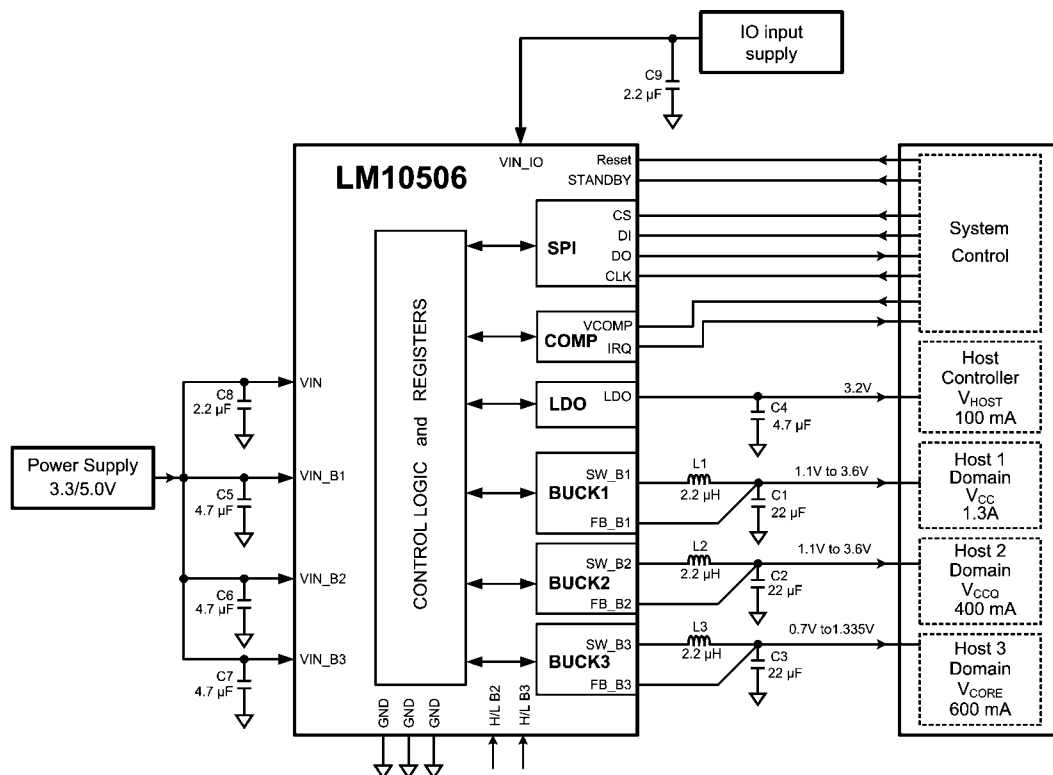 IO input
supply
C9
2.2 µF
VIN_IO
LM10506
Reset
STANDBY
CS
DI
DO
CLK
SPI
System
Control
VCOMP
IRQ
COMP
CONTROL LOGIC and REGISTERS
LDO
LDO
3.2V
C4
4.7 µF
Host
Controller
VHOST
100 mA
VIN
C8
2.2 µF
Power Supply
3.3/5.0V
VIN_B1
C5
4.7 µF
SW_B1
BUCK1
FB_B1
L1
2.2 µH
1.1V to 3.6V
C1
22 µF
Host 1
Domain
VCC
1.3A
VIN_B2
C6
4.7 µF
SW_B2
BUCK2
FB_B2
L2
2.2 µH
1.1V to 3.6V
C2
22 µF
Host 2
Domain
VCCQ
400 mA
VIN_B3
C7
4.7 µF
SW_B3
BUCK3
FB_B3
L3
2.2 µH
0.7V to1.335V
C3
22 µF
Host 3
Domain
VCORE
600 mA
GND
GND
GND
H/L B2
H/L B3